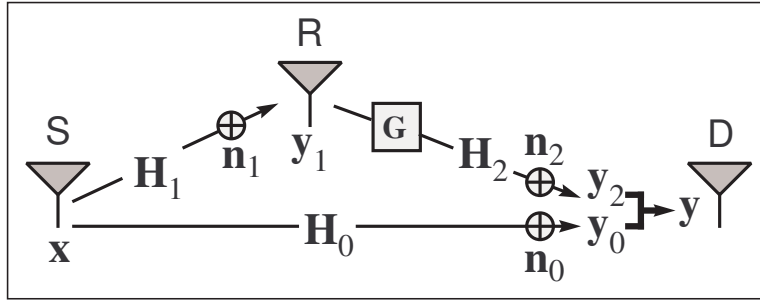 R
S
D
G
H₁
n₁
y₁
H₂
n₂
y₂
y
x
H₀
n₀
y₀